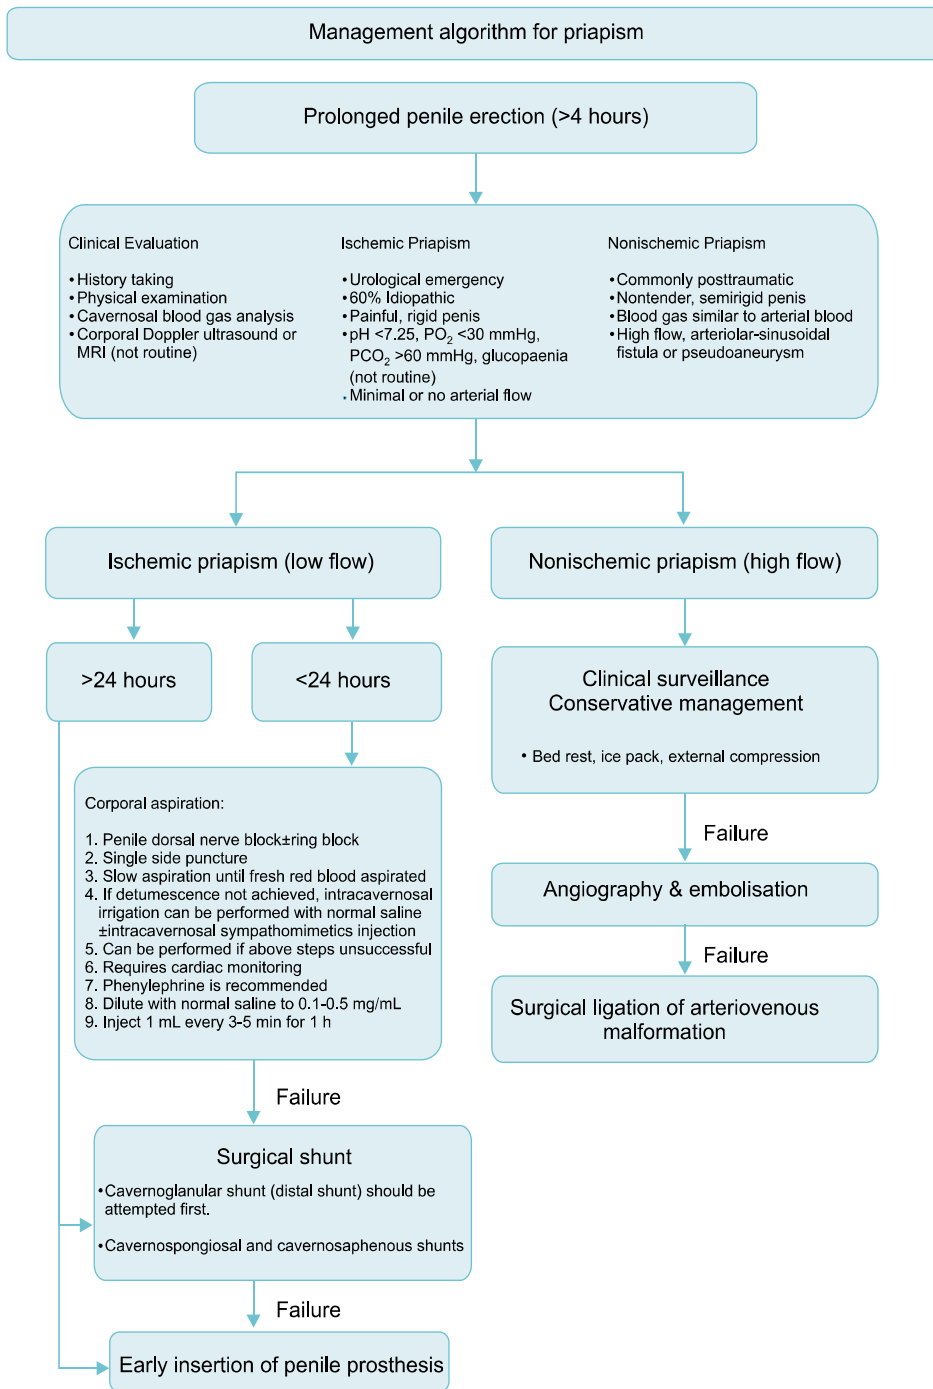 Management algorithm for priapism
Prolonged penile erection (>4 hours)
Clinical Evaluation
• History taking
• Physical examination
• Cavernosal blood gas analysis
• Corporal Doppler ultrasound or
MRI (not routine)
Ischemic Priapism
• Urological emergency
• 60% Idiopathic
• Painful, rigid penis
• pH <7.25, PO₂ <30 mmHg,
PCO₂ >60 mmHg, glucopaenia
(not routine)
• Minimal or no arterial flow
Nonischemic Priapism
• Commonly posttraumatic
• Nontender, semirigid penis
• Blood gas similar to arterial blood
• High flow, arteriolar-sinusoidal
fistula or pseudoaneurysm
Ischemic priapism (low flow)
>24 hours
<24 hours
Corporal aspiration:
1. Penile dorsal nerve block±ring block
2. Single side puncture
3. Slow aspiration until fresh red blood aspirated
4. If detumescence not achieved, intracavernosal
irrigation can be performed with normal saline
±intracavernosal sympathomimetics injection
5. Can be performed if above steps unsuccessful
6. Requires cardiac monitoring
7. Phenylephrine is recommended
8. Dilute with normal saline to 0.1-0.5 mg/mL
9. Inject 1 mL every 3-5 min for 1 h
Failure
Surgical shunt
• Cavernoglanular shunt (distal shunt) should be
attempted first.
• Cavernospongiosal and cavernosaphenous shunts
Failure
Early insertion of penile prosthesis
Nonischemic priapism (high flow)
Clinical surveillance
Conservative management
• Bed rest, ice pack, external compression
Failure
Angiography & embolisation
Failure
Surgical ligation of arteriovenous
malformation